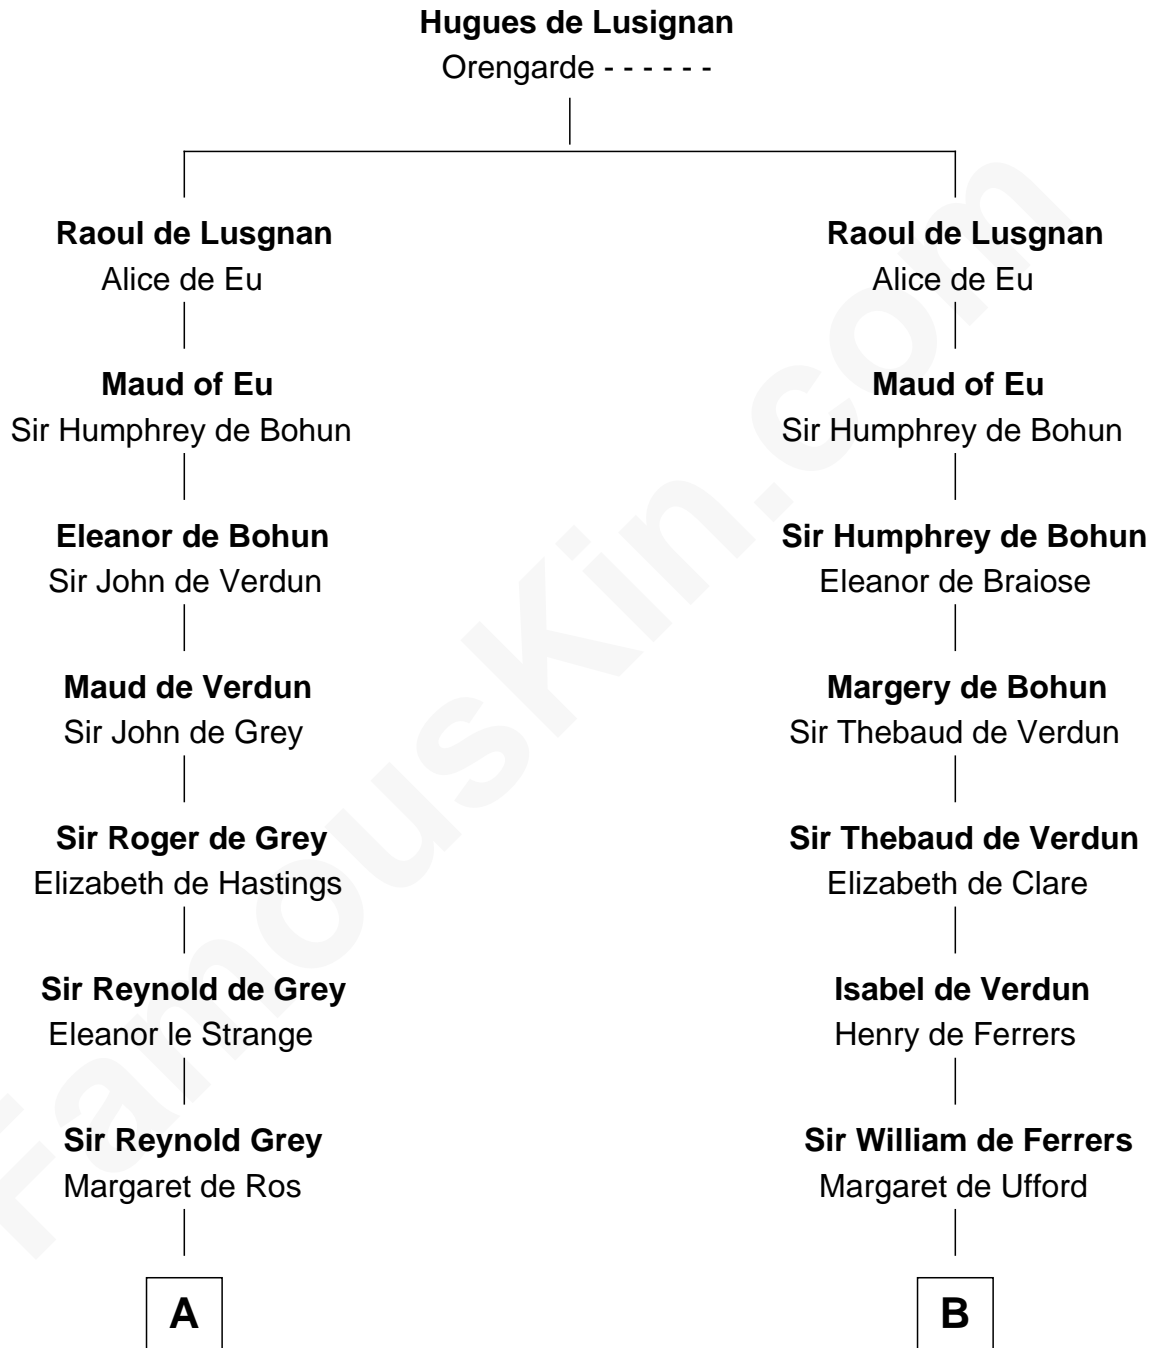 Hugues de Lusignan
Orengarde - - - - - -
Raoul de Lusgnan
Alice de Eu
Maud of Eu
Sir Humphrey de Bohun
Eleanor de Bohun
Sir John de Verdun
Maud de Verdun
Sir John de Grey
Sir Roger de Grey
Elizabeth de Hastings
Sir Reynold de Grey
Eleanor le Strange
Sir Reynold Grey
Margaret de Ros
A
Raoul de Lusgnan
Alice de Eu
Maud of Eu
Sir Humphrey de Bohun
Sir Humphrey de Bohun
Eleanor de Braiose
Margery de Bohun
Sir Thebaud de Verdun
Sir Thebaud de Verdun
Elizabeth de Clare
Isabel de Verdun
Henry de Ferrers
Sir William de Ferrers
Margaret de Ufford
B
FamousKin.com